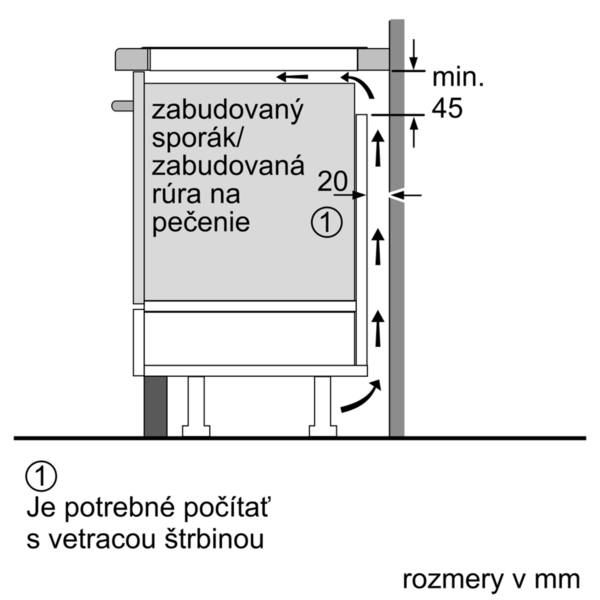 min.
45
zabudovaný
sporák/
zabudovaná
rúra na
pečenie
20
1
1
Je potrebné počítať
s vetracou štrbinou
rozmery v mm